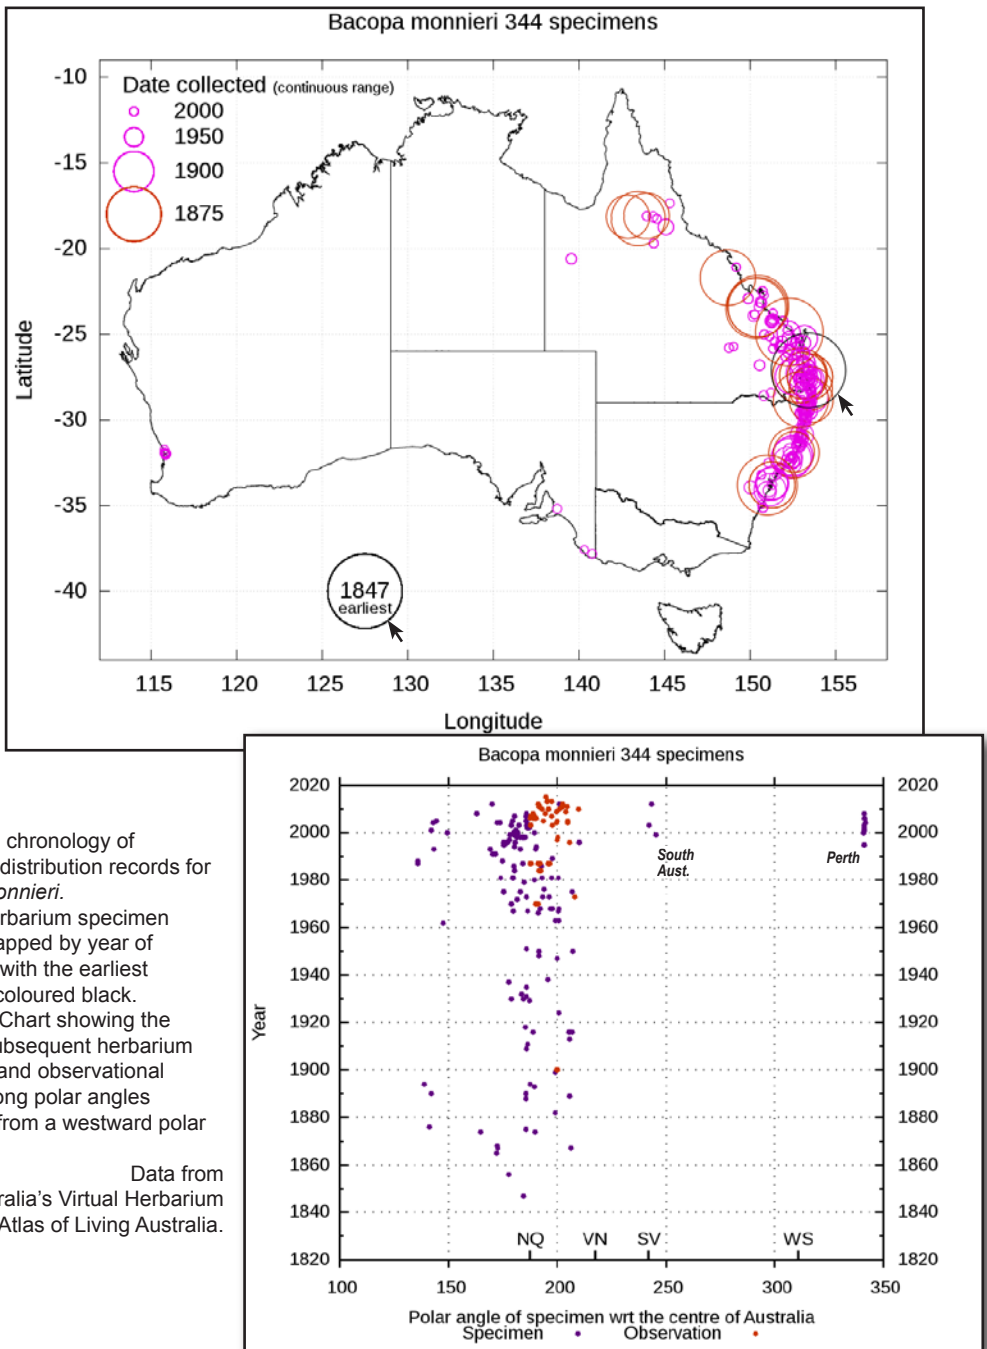 Bacopa monnieri 344 specimens
Date collected (continuous range)
2000
1950
1900
1875
-10
-15
-20
-25
-30
-35
-40
Latitude
1847
earliest
115 120 125 130 135 140 145 150 155
Longitude
chronology of
distribution records for
onnieri.
rbarium specimen
apped by year of
with the earliest
coloured black.
Chart showing the
ubsequent herbarium
and observational
ong polar angles
from a westward polar
Data from
ralia's Virtual Herbarium
Atlas of Living Australia.
Bacopa monnieri 344 specimens
2020 2020
2000 2000
South
Aust.
Perth
1980 1980
1960 1960
1940 1940
1920 1920
Year
1900 1900
1880 1880
1860 1860
1840 1840
NQ VN SV WS
1820 1820
100 150 200 250 300 350
Polar angle of specimen wrt the centre of Australia
Specimen Observation